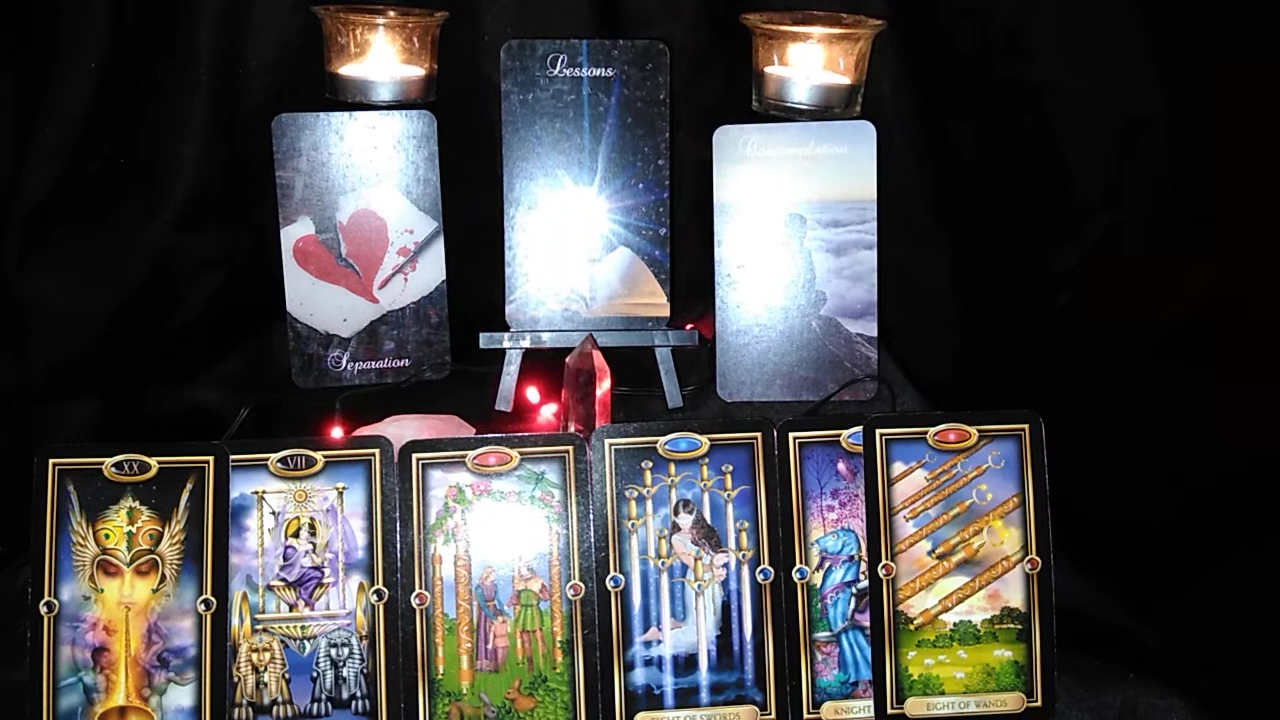 Lessons
Contemplation
Separation
XX
VII
EIGHT OF SWORDS
KNIGHT
EIGHT OF WANDS